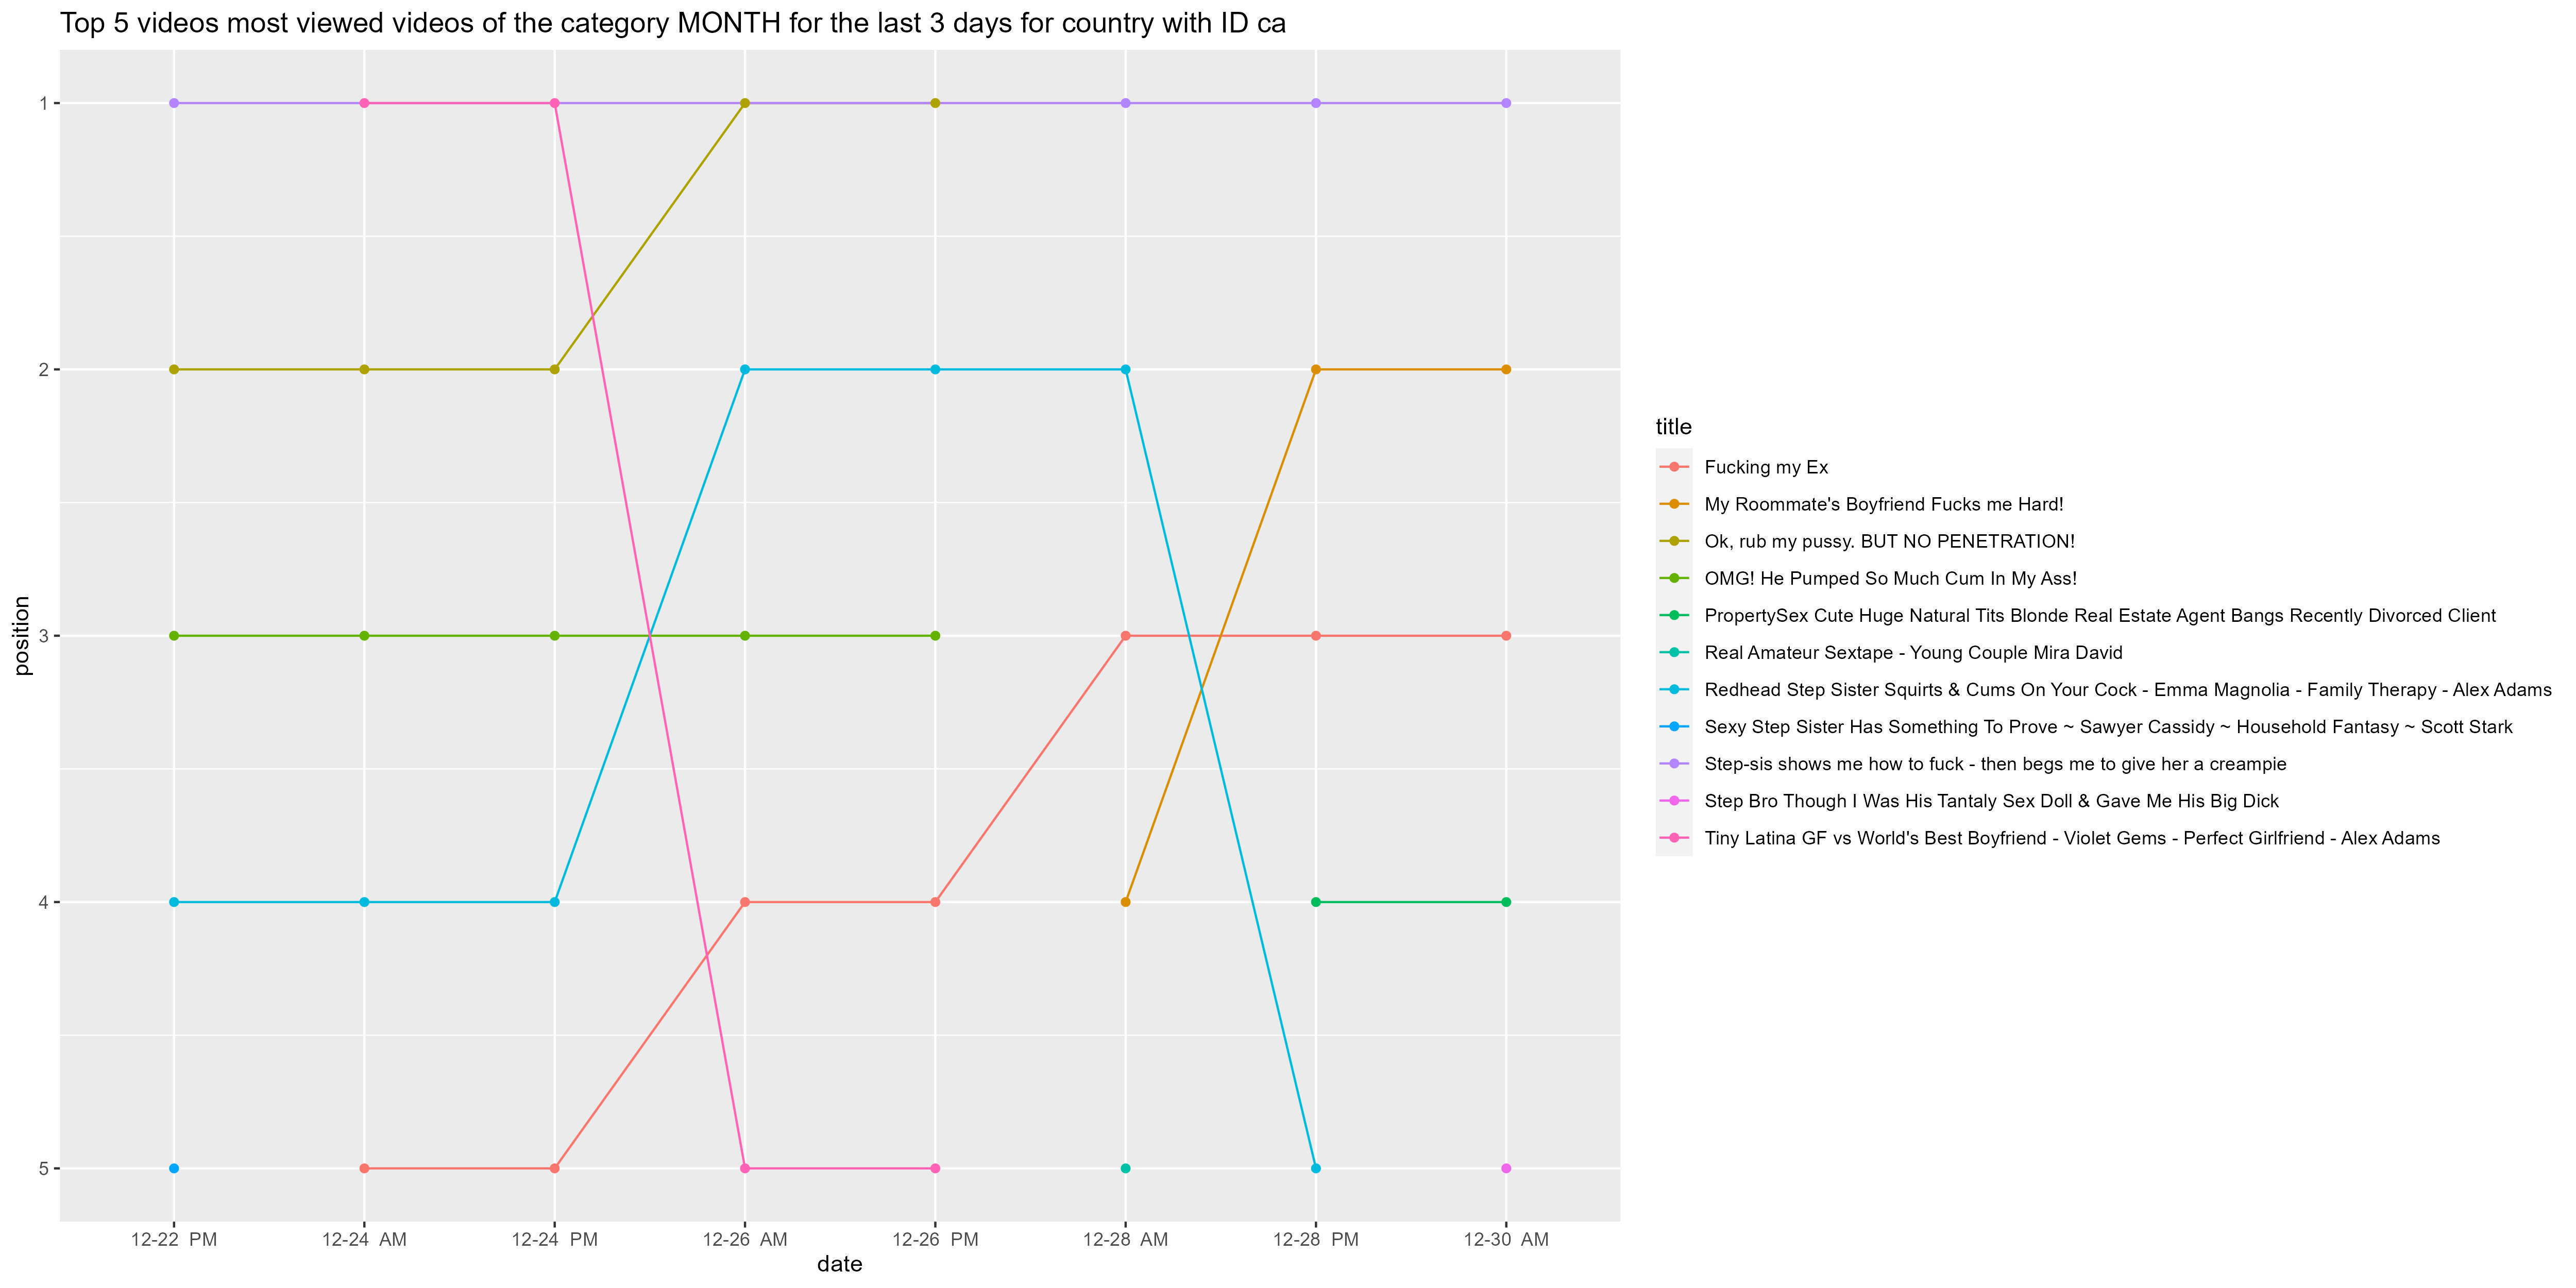 Top 5 videos most viewed videos of the category MONTH for the last 3 days for country with ID ca
position
1
2
3
4
5
12-22 PM
12-24 AM
12-24 PM
12-26 AM
12-26 PM
12-28 AM
12-28 PM
12-30 AM
date
title
Fucking my Ex
My Roommate's Boyfriend Fucks me Hard!
Ok, rub my pussy. BUT NO PENETRATION!
OMG! He Pumped So Much Cum In My Ass!
PropertySex Cute Huge Natural Tits Blonde Real Estate Agent Bangs Recently Divorced Client
Real Amateur Sextape - Young Couple Mira David
Redhead Step Sister Squirts & Cums On Your Cock - Emma Magnolia - Family Therapy - Alex Adams
Sexy Step Sister Has Something To Prove ~ Sawyer Cassidy ~ Household Fantasy ~ Scott Stark
Step-sis shows me how to fuck - then begs me to give her a creampie
Step Bro Though I Was His Tantaly Sex Doll & Gave Me His Big Dick
Tiny Latina GF vs World's Best Boyfriend - Violet Gems - Perfect Girlfriend - Alex Adams